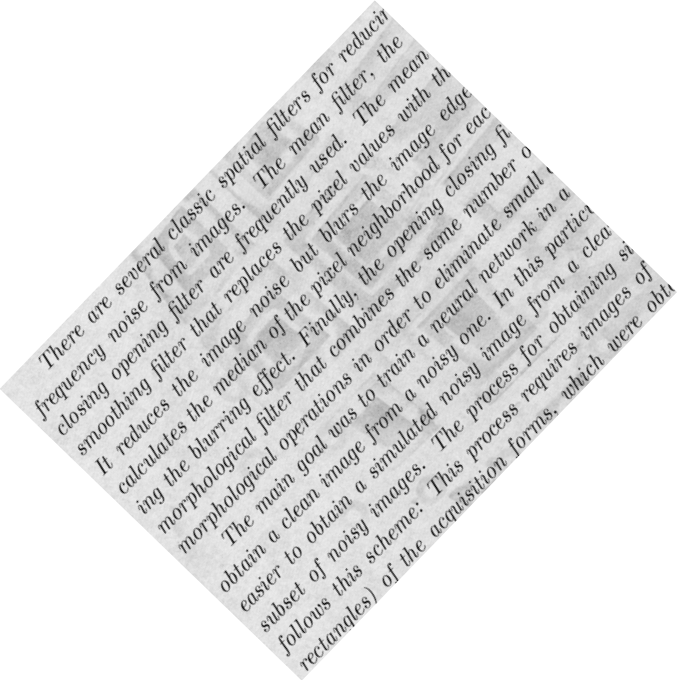 There are several classic spatial filters for reducin
frequency noise from images. The mean filter, the
closing opening filter are frequently used. The mean
smoothing filter that replaces the pixel values with th
It reduces the image noise but blurs the image edge
calculates the median of the pixel neighborhood for eac
ing the blurring effect. Finally, the opening closing fi
morphological filter that combines the same number o
morphological operations in order to eliminate small
The main goal was to train a neural network in a
obtain a clean image from a noisy one. In this particu
easier to obtain a simulated noisy image from a clea
subset of noisy images. The process for obtaining si
follows this scheme: This process requires images of
rectangles) of the acquisition forms, which were obt